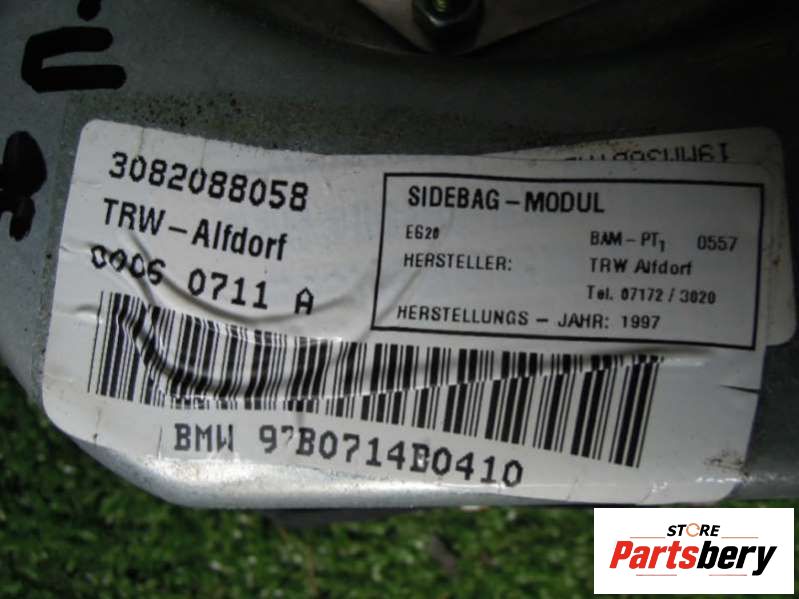 3082088058
TRW-Alfdorf
0006 0711 A
SIDEBAG-MODUL
EG20 BAM-PT1 0557
HERSTELLER: TRW Alfdorf
Tel. 07172/3020
HERSTELLUNGS - JAHR: 1997
BMW 97B0714B0410
STORE
Partsbery